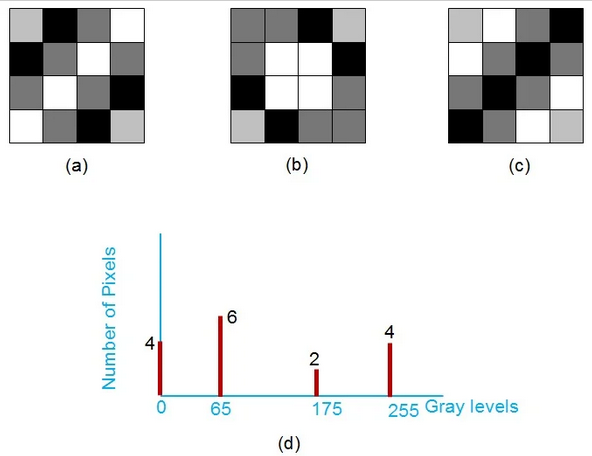 (a)
(b)
(c)
Number of Pixels
4
6
2
4
0
65
175
255
Gray levels
(d)